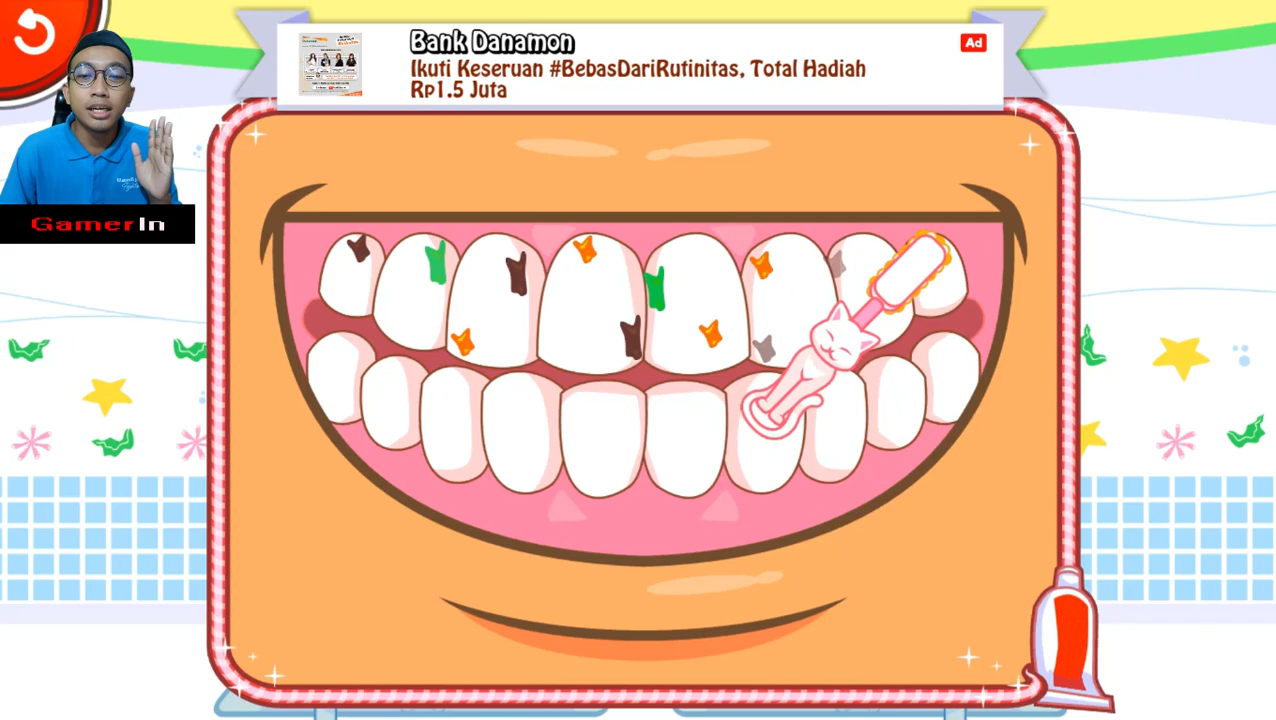 Bank Danamon
Ikuti Keseruan #BebasDariRutinitas, Total Hadiah
Rp1.5 Juta
Ad
GamerIn